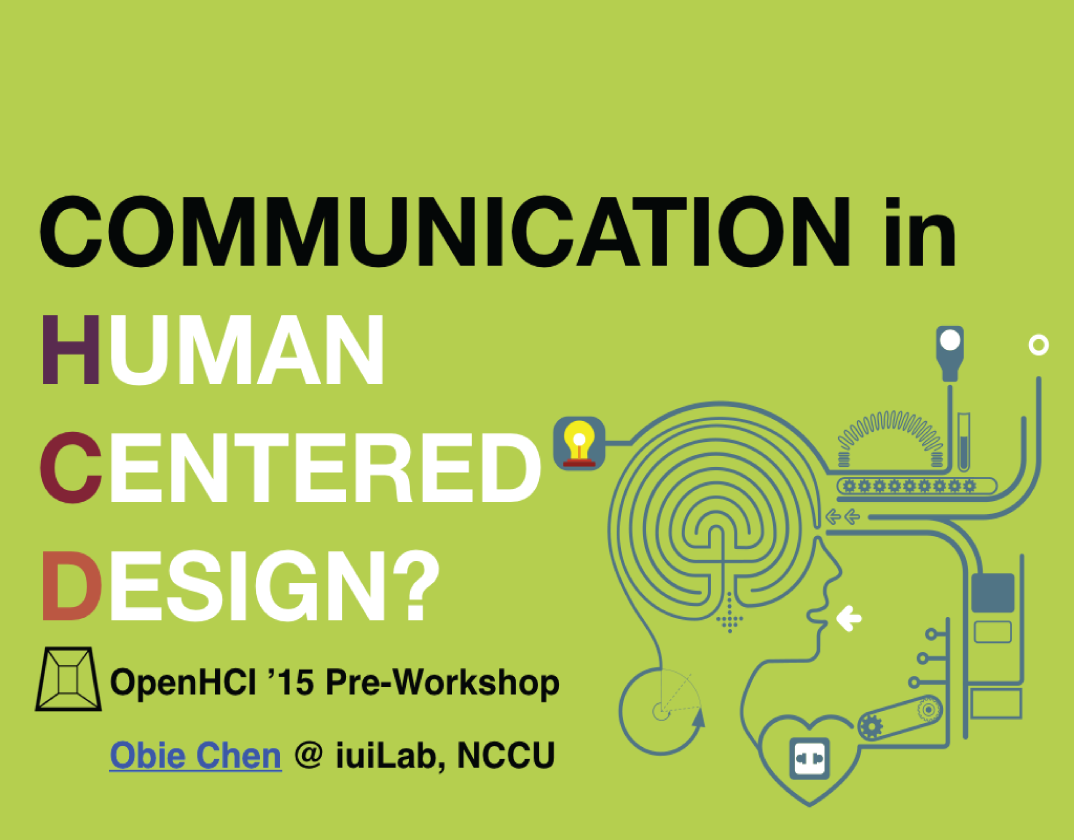 COMMUNICATION in
HUMAN
CENTERED
DESIGN?
OpenHCI ’15 Pre-Workshop
Obie Chen @ iuiLab, NCCU